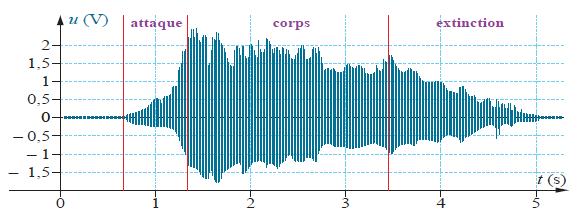 u (V) attaque corps extinction
2
1,5
1
0,5
0
– 0,5
– 1
– 1,5
t (s)
0 1 2 3 4 5